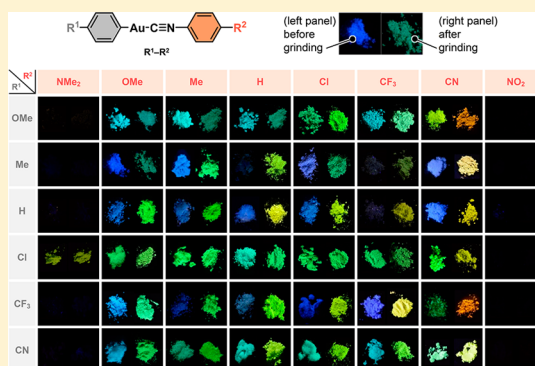 R¹ Au–C≡N R²
R¹–R²
(left panel)
before
grinding
(right panel)
after
grinding
R² R¹ NMe₂ OMe Me H Cl CF₃ CN NO₂
OMe
Me
H
Cl
CF₃
CN